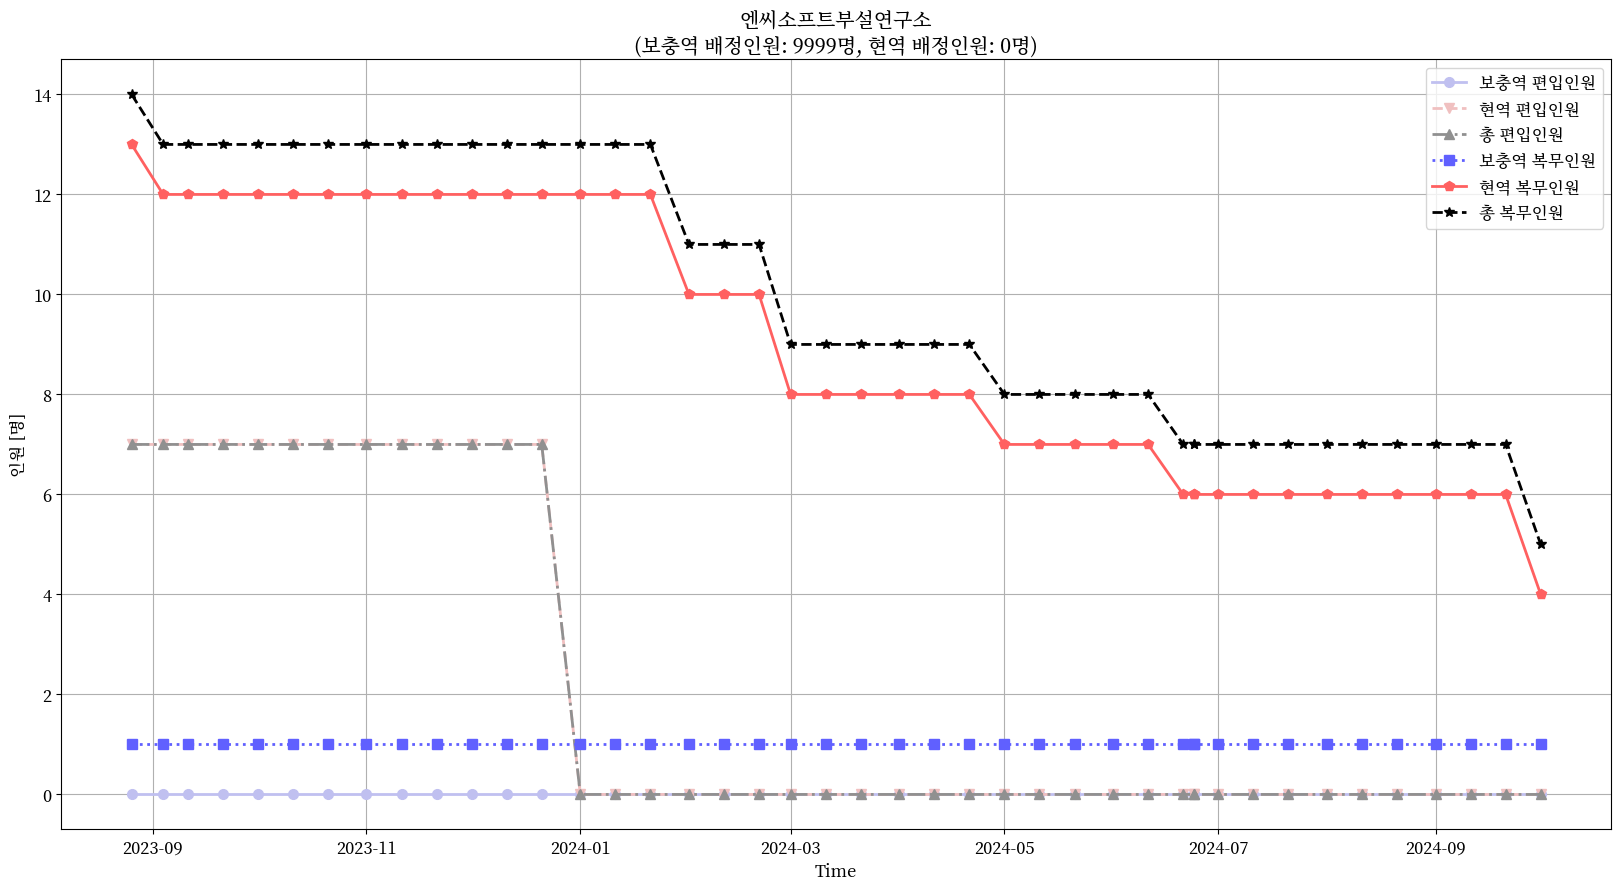 엔씨소프트부설연구소
(보충역 배정인원: 9999명, 현역 배정인원: 0명)
14
12
10
8
6
4
2
0
인원 [명]
보충역 편입인원
현역 편입인원
총 편입인원
보충역 복무인원
현역 복무인원
총 복무인원
2023-09
2023-11
2024-01
2024-03
2024-05
2024-07
2024-09
Time